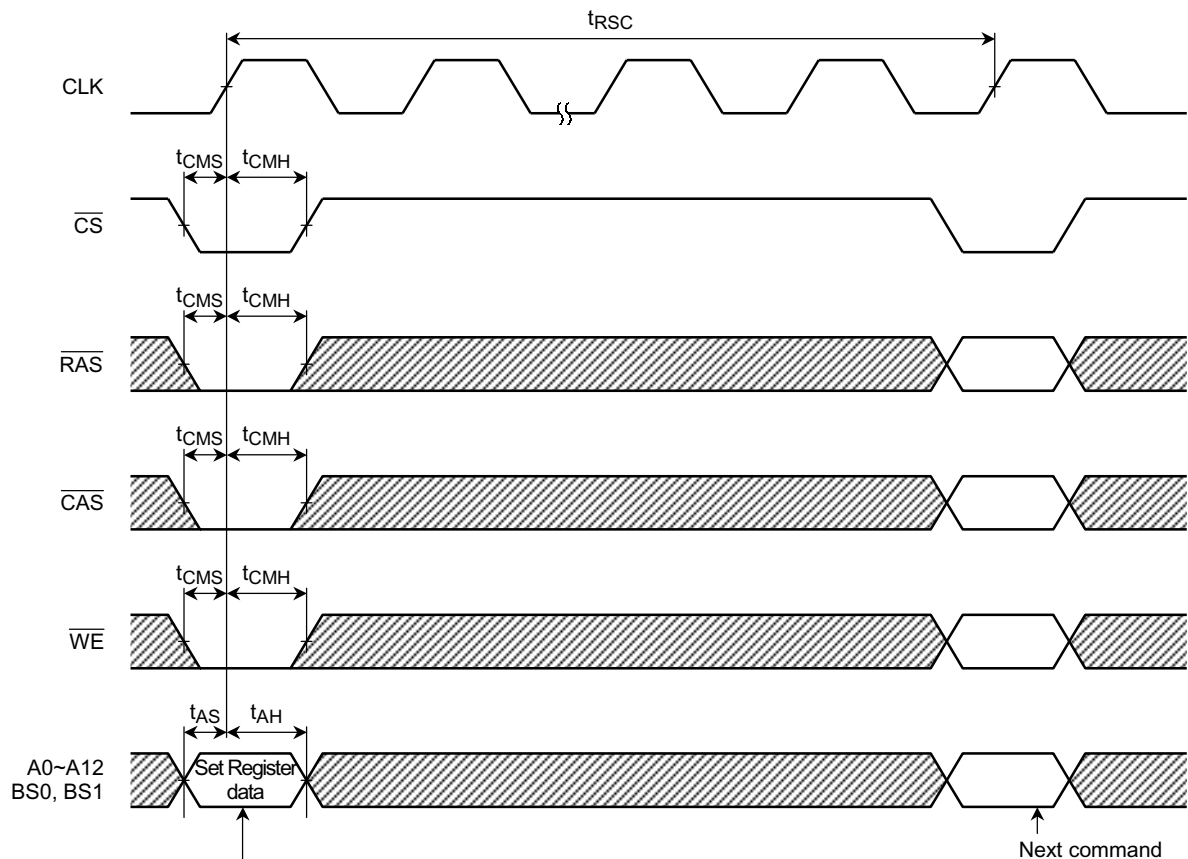 tRSC
CLK
tCMS tCMH
CS
tCMS tCMH
RAS
tCMS tCMH
CAS
tCMS tCMH
WE
tAS tAH
A0~A12
BS0, BS1
Set Register
data
Next command